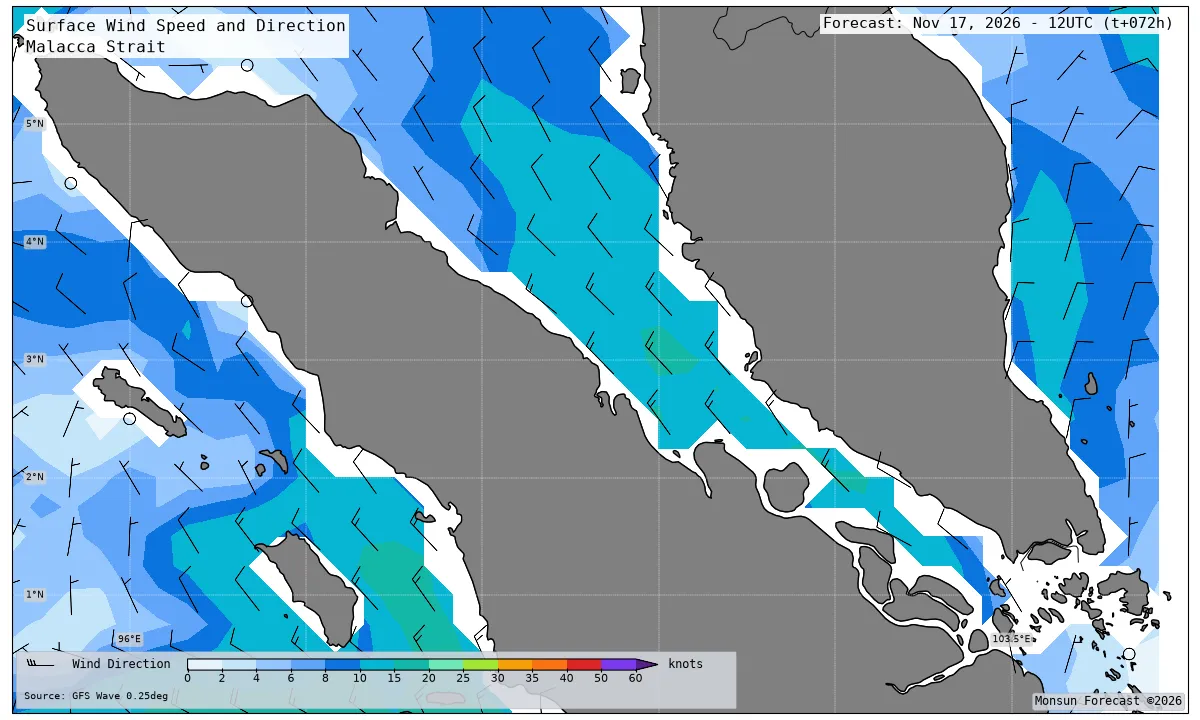 Surface Wind Speed and Direction
Malacca Strait
Forecast: Nov 17, 2026 - 12UTC (t+072h)
5°N
4°N
3°N
2°N
1°N
96°E
103.5°E
Wind Direction
knots
0 2 4 6 8 10 15 20 25 30 35 40 50 60
Source: GFS Wave 0.25deg
Monsun Forecast ©2026